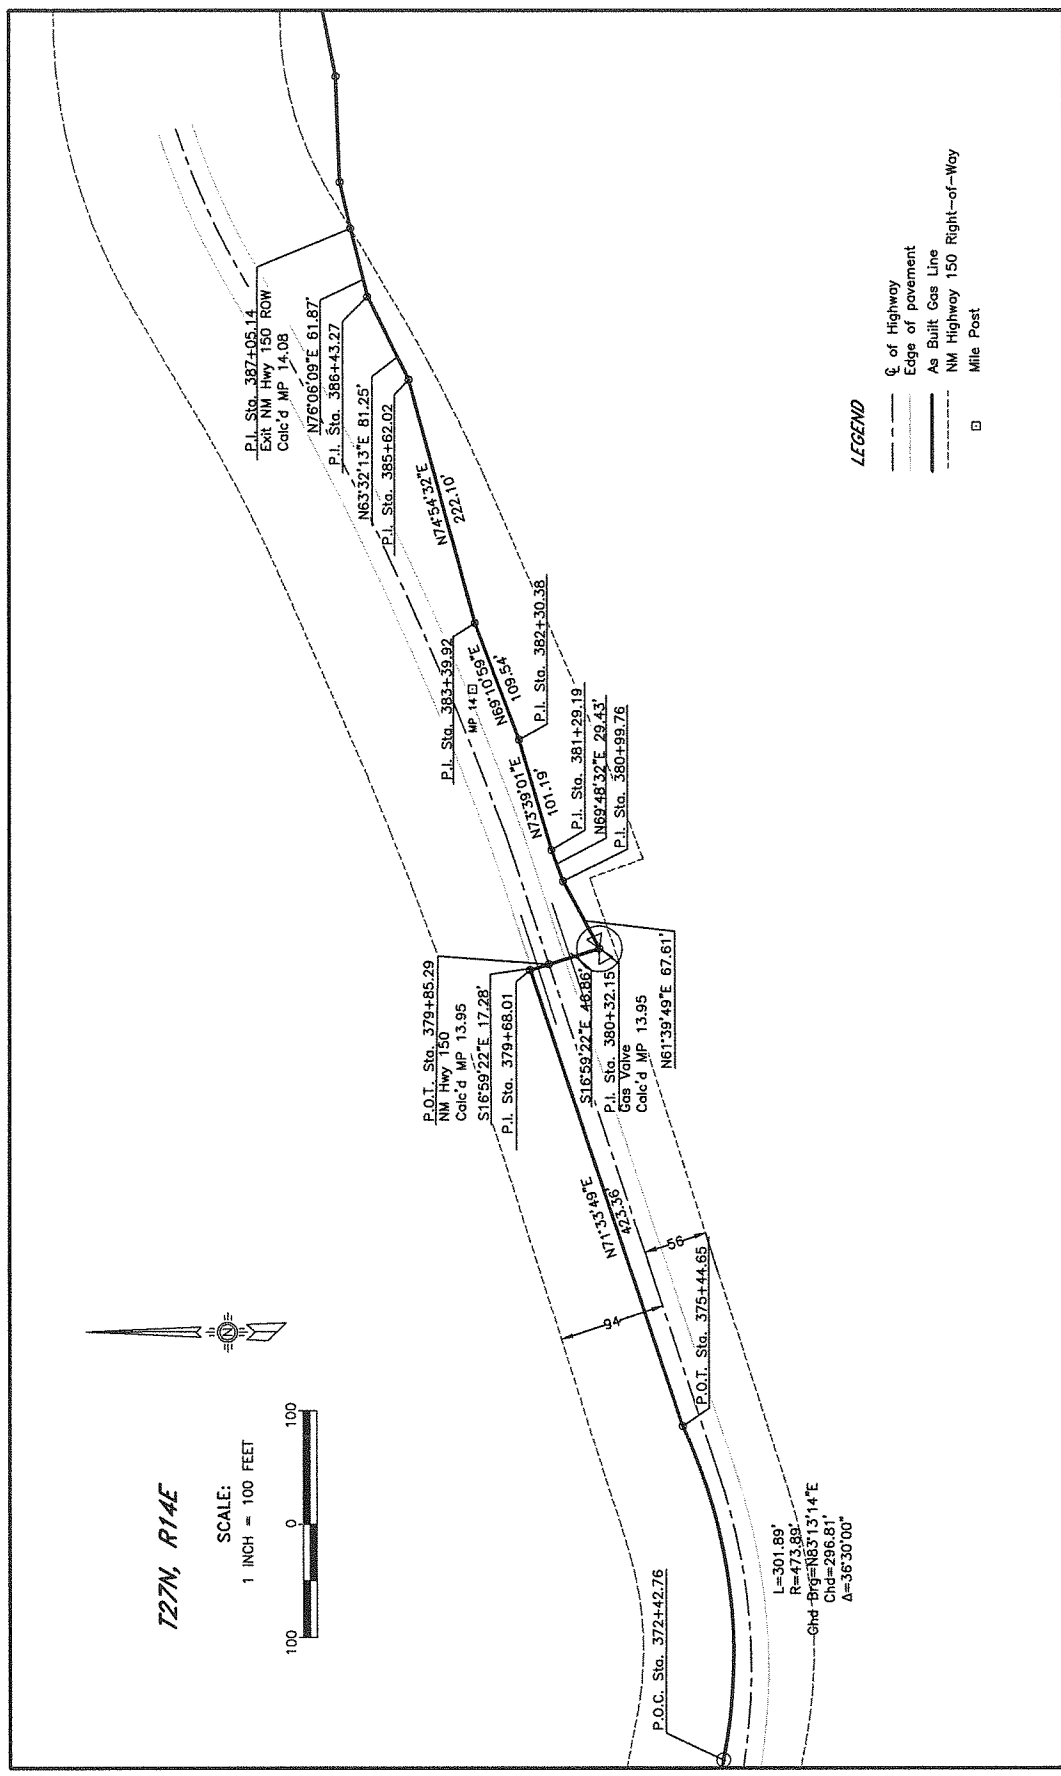 T27N, R14E
SCALE:
1 INCH = 100 FEET
100
0
100
N
P.O.C. Sta. 372+42.76
L=301.89'
R=473.89'
Chd Brg=N83°13'14"E
Chd=296.81'
Δ=36°30'00"
P.O.T. Sta. 375+44.65
94
56
N71°33'49"E
423.36'
P.O.T. Sta. 379+85.29
NM Hwy 150
Calc'd MP 13.95
S16°59'22"E 17.28'
P.I. Sta. 379+68.01
S16°59'22"E 46.86'
P.I. Sta. 380+32.15
Gas Valve
Calc'd MP 13.95
N61°39'49"E 67.61'
P.I. Sta. 380+99.76
N69°48'32"E 29.43'
P.I. Sta. 381+29.19
N73°39'01"E
101.19'
P.I. Sta. 382+30.38
N69°10'59"E
109.54'
MP 14
P.I. Sta. 383+39.92
N74°54'32"E
222.10'
P.I. Sta. 385+62.02
N63°32'13"E 81.25'
P.I. Sta. 386+43.27
N76°06'09"E 61.87'
P.I. Sta. 387+05.14
Exit NM Hwy 150 ROW
Calc'd MP 14.08
LEGEND
℄ of Highway
Edge of pavement
As Built Gas Line
NM Highway 150 Right-of-Way
Mile Post